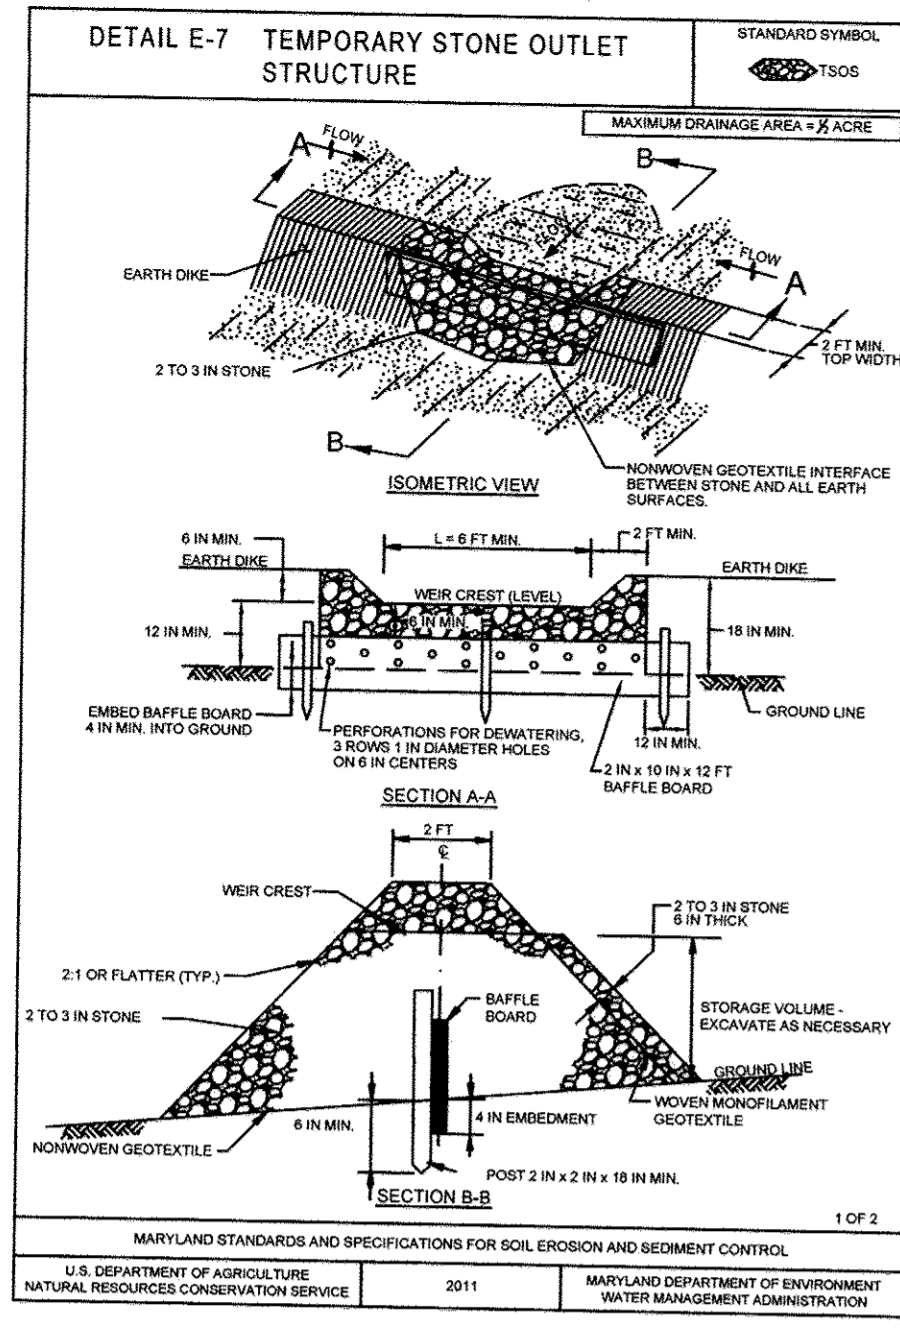 DETAIL E-7 TEMPORARY STONE OUTLET
STRUCTURE
STANDARD SYMBOL
TSOS
MAXIMUM DRAINAGE AREA = ½ ACRE
A
FLOW
B
FLOW
FLOW
A
EARTH DIKE
2 FT MIN.
TOP WIDTH
2 TO 3 IN STONE
B
NONWOVEN GEOTEXTILE INTERFACE
BETWEEN STONE AND ALL EARTH
SURFACES.
ISOMETRIC VIEW
6 IN MIN.
L = 6 FT MIN.
2 FT MIN.
EARTH DIKE
EARTH DIKE
WEIR CREST (LEVEL)
6 IN MIN.
12 IN MIN.
18 IN MIN.
EMBED BAFFLE BOARD
4 IN MIN. INTO GROUND
GROUND LINE
PERFORATIONS FOR DEWATERING,
3 ROWS 1 IN DIAMETER HOLES
ON 6 IN CENTERS
12 IN MIN.
2 IN x 10 IN x 12 FT
BAFFLE BOARD
SECTION A-A
2 FT
℄
WEIR CREST
2 TO 3 IN STONE
6 IN THICK
2:1 OR FLATTER (TYP.)
2 TO 3 IN STONE
BAFFLE
BOARD
STORAGE VOLUME -
EXCAVATE AS NECESSARY
GROUND LINE
6 IN MIN.
4 IN EMBEDMENT
WOVEN MONOFILAMENT
GEOTEXTILE
NONWOVEN GEOTEXTILE
POST 2 IN x 2 IN x 18 IN MIN.
SECTION B-B
1 OF 2
MARYLAND STANDARDS AND SPECIFICATIONS FOR SOIL EROSION AND SEDIMENT CONTROL
U.S. DEPARTMENT OF AGRICULTURE
NATURAL RESOURCES CONSERVATION SERVICE
2011
MARYLAND DEPARTMENT OF ENVIRONMENT
WATER MANAGEMENT ADMINISTRATION